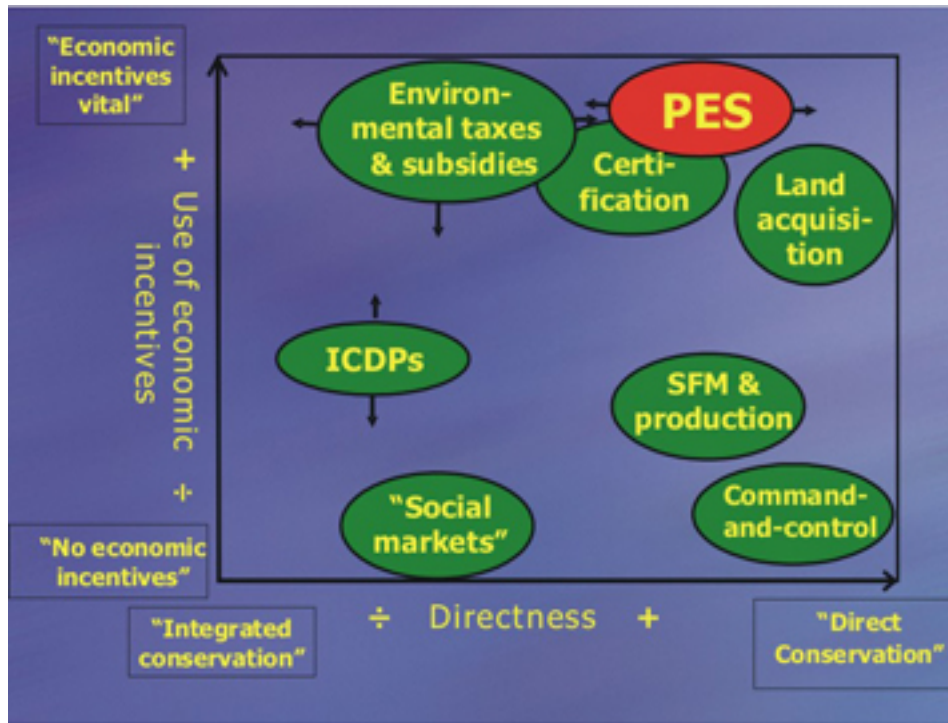 “Economic
incentives
vital”
+
Use of economic
incentives
÷
“No economic
incentives”
Environ-
mental taxes
& subsidies
PES
Certi-
fication
Land
acquisi-
tion
ICDPs
SFM &
production
“Social
markets”
Command-
and-control
÷ Directness +
“Integrated
conservation”
“Direct
Conservation”